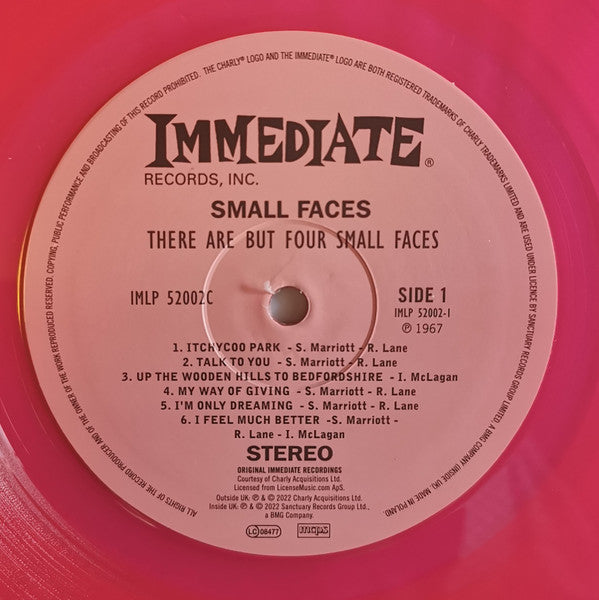 ALL RIGHTS OF THE RECORD PRODUCER AND OF THE OWNER OF THE WORK REPRODUCED RESERVED. COPYING, PUBLIC PERFORMANCE AND BROADCASTING OF THIS RECORD PROHIBITED. THE CHARLY® LOGO AND THE IMMEDIATE® LOGO ARE BOTH REGISTERED TRADEMARKS OF CHARLY TRADEMARKS LIMITED AND ARE USED UNDER LICENCE BY SANCTUARY RECORDS GROUP LIMITED, A BMG COMPANY (INSIDE UK). MADE IN POLAND.
IMMEDIATE®
RECORDS, INC.
SMALL FACES
THERE ARE BUT FOUR SMALL FACES
IMLP 52002C
SIDE 1
IMLP 52002-1
℗ 1967
1. ITCHYCOO PARK - S. Marriott - R. Lane
2. TALK TO YOU - S. Marriott - R. Lane
3. UP THE WOODEN HILLS TO BEDFORDSHIRE - I. McLagan
4. MY WAY OF GIVING - S. Marriott - R. Lane
5. I'M ONLY DREAMING - S. Marriott - R. Lane
6. I FEEL MUCH BETTER - S. Marriott -
R. Lane - I. McLagan
STEREO
ORIGINAL IMMEDIATE RECORDINGS
Courtesy of Charly Acquisitions Ltd.
Licensed from LicenseMusic.com ApS.
Outside UK: ℗ & © 2022 Charly Acquisitions Ltd.
Inside UK: ℗ & © 2022 Sanctuary Records Group Ltd.,
a BMG Company.
LC 08477
mcps